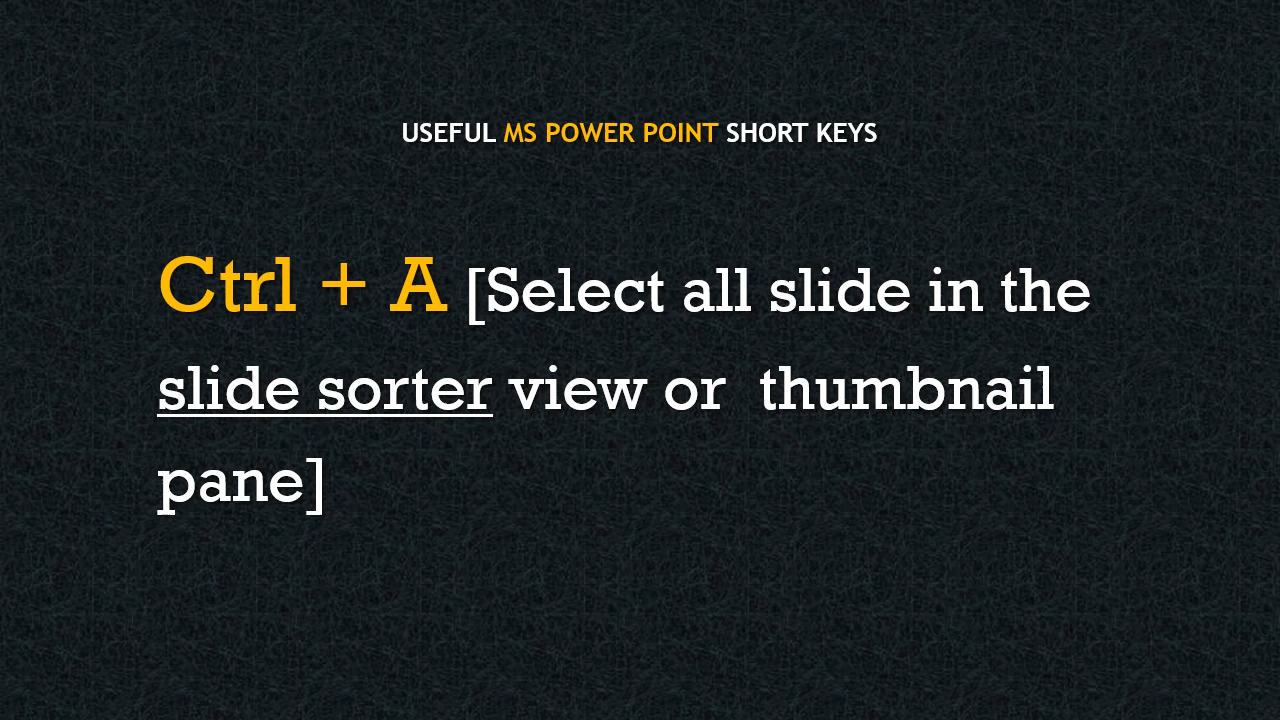 USEFUL MS POWER POINT SHORT KEYS
Ctrl + A [Select all slide in the
slide sorter view or  thumbnail
pane]